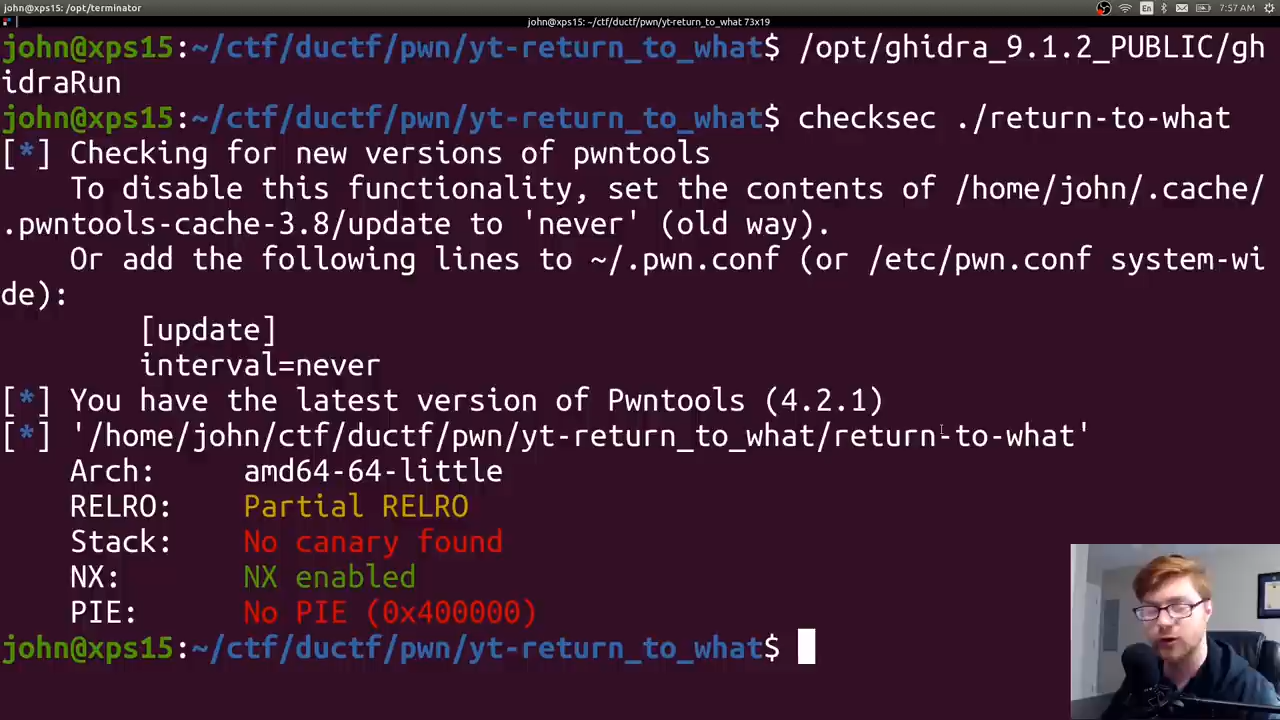 john@xps15: /opt/terminator
En
7:57 AM
john@xps15: ~/ctf/ductf/pwn/yt-return_to_what 73x19
john@xps15:~/ctf/ductf/pwn/yt-return_to_what$ /opt/ghidra_9.1.2_PUBLIC/gh
idraRun
john@xps15:~/ctf/ductf/pwn/yt-return_to_what$ checksec ./return-to-what
[*] Checking for new versions of pwntools
To disable this functionality, set the contents of /home/john/.cache/
.pwntools-cache-3.8/update to 'never' (old way).
Or add the following lines to ~/.pwn.conf (or /etc/pwn.conf system-wi
de):
[update]
interval=never
[*] You have the latest version of Pwntools (4.2.1)
[*] '/home/john/ctf/ductf/pwn/yt-return_to_what/return-to-what'
Arch: amd64-64-little
RELRO: Partial RELRO
Stack: No canary found
NX: NX enabled
PIE: No PIE (0x400000)
john@xps15:~/ctf/ductf/pwn/yt-return_to_what$